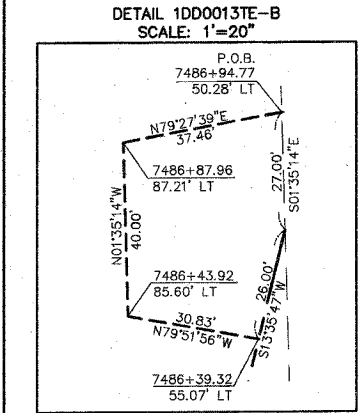 DETAIL 1DD0013TE-B
SCALE: 1'=20"
P.O.B.
7486+94.77
50.28' LT
N79°27'39"E
37.46'
7486+87.96
87.21' LT
27.00'
S01°35'14"E
N01°35'14"W
40.00'
7486+43.92
85.60' LT
26.00'
S13°35'47"W
30.83'
N79°51'56"W
7486+39.32
55.07' LT